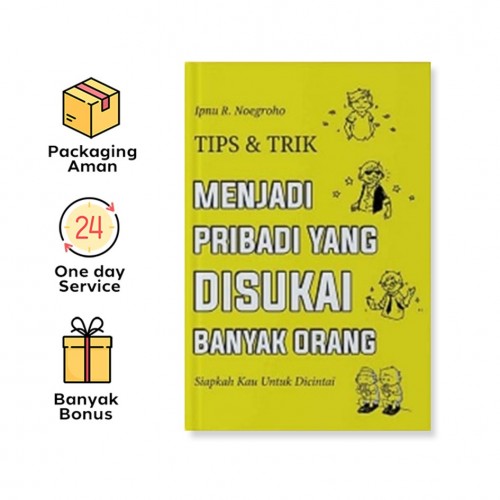 Packaging
Aman
24
One day
Service
Banyak
Bonus
Ipnu R. Noegroho
TIPS & TRIK
MENJADI
PRIBADI YANG
DISUKAI
BANYAK ORANG
Siapkah Kau Untuk Dicintai